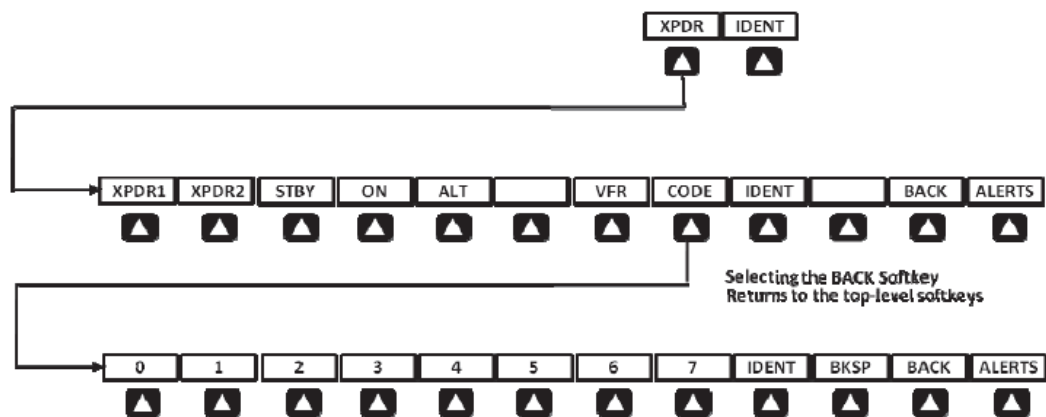 XPDR IDENT
XPDR1 XPDR2 STBY ON ALT VFR CODE IDENT BACK ALERTS
Selecting the BACK Softkey
Returns to the top-level softkeys
0 1 2 3 4 5 6 7 IDENT BKSP BACK ALERTS